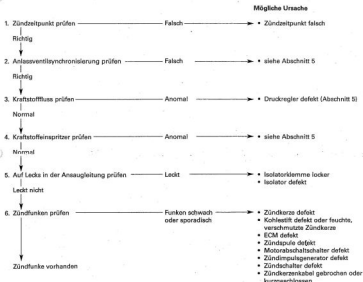 Mögliche Ursache
1. Zündzeitpunkt prüfen Falsch • Zündzeitpunkt falsch
Richtig
2. Anlassventilsynchronisierung prüfen Falsch • siehe Abschnitt 5
Richtig
3. Kraftstofffluss prüfen Anomal • Druckregler defekt (Abschnitt 5)
Normal
4. Kraftstoffeinspritzer prüfen Anomal • siehe Abschnitt 5
Normal
5. Auf Lecks in der Ansaugleitung prüfen Leckt • Isolatorklemme locker
• Isolator defekt
Leckt nicht
6. Zündfunken prüfen Funken schwach • Zündkerze defekt
oder sporadisch • Kohlestift defekt oder feuchte,
verschmutzte Zündkerze
• ECM defekt
• Zündspule defekt
• Motorabschaltschalter defekt
• Zündimpulsgenerator defekt
Zündfunke vorhanden • Zündschalter defekt
• Zündkerzenkabel gebrochen oder
kurzgeschlossen